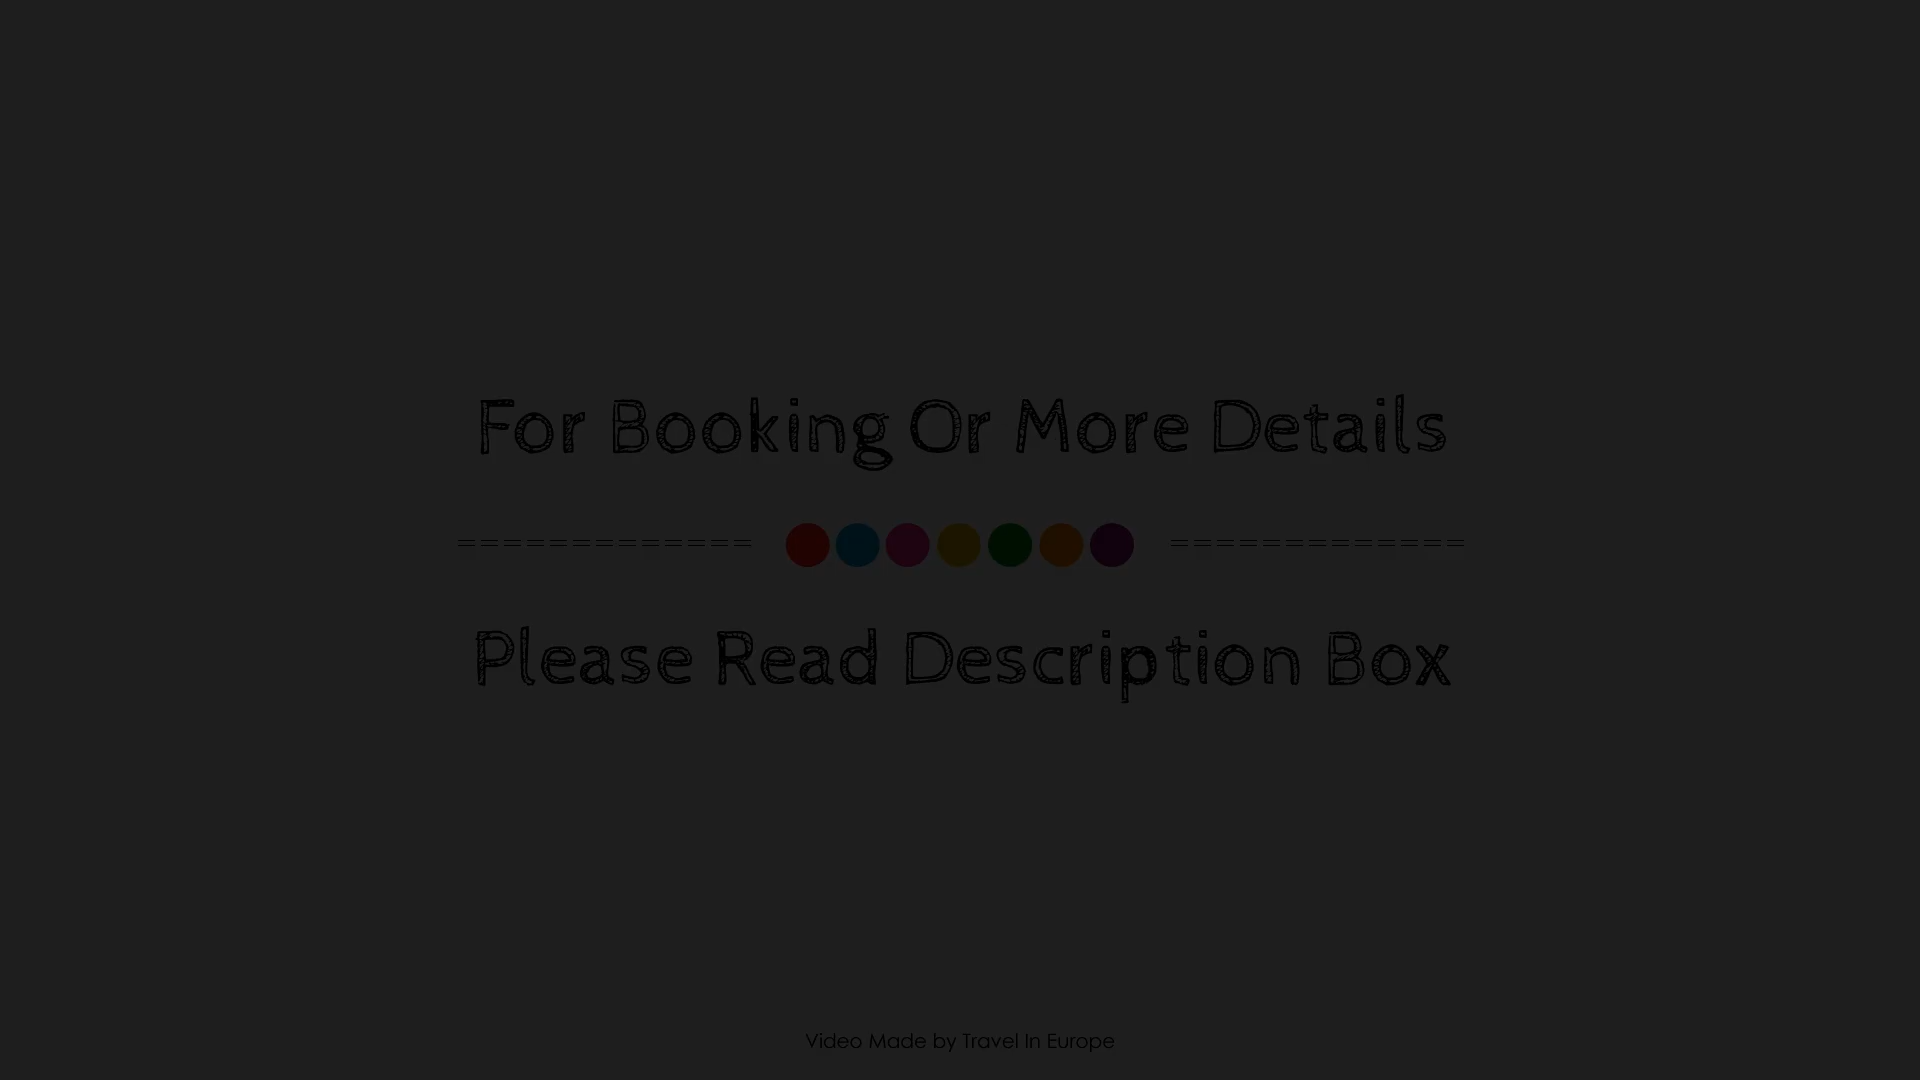 For Booking Or More Details
============= =============
Please Read Description Box
Video Made by Travel In Europe